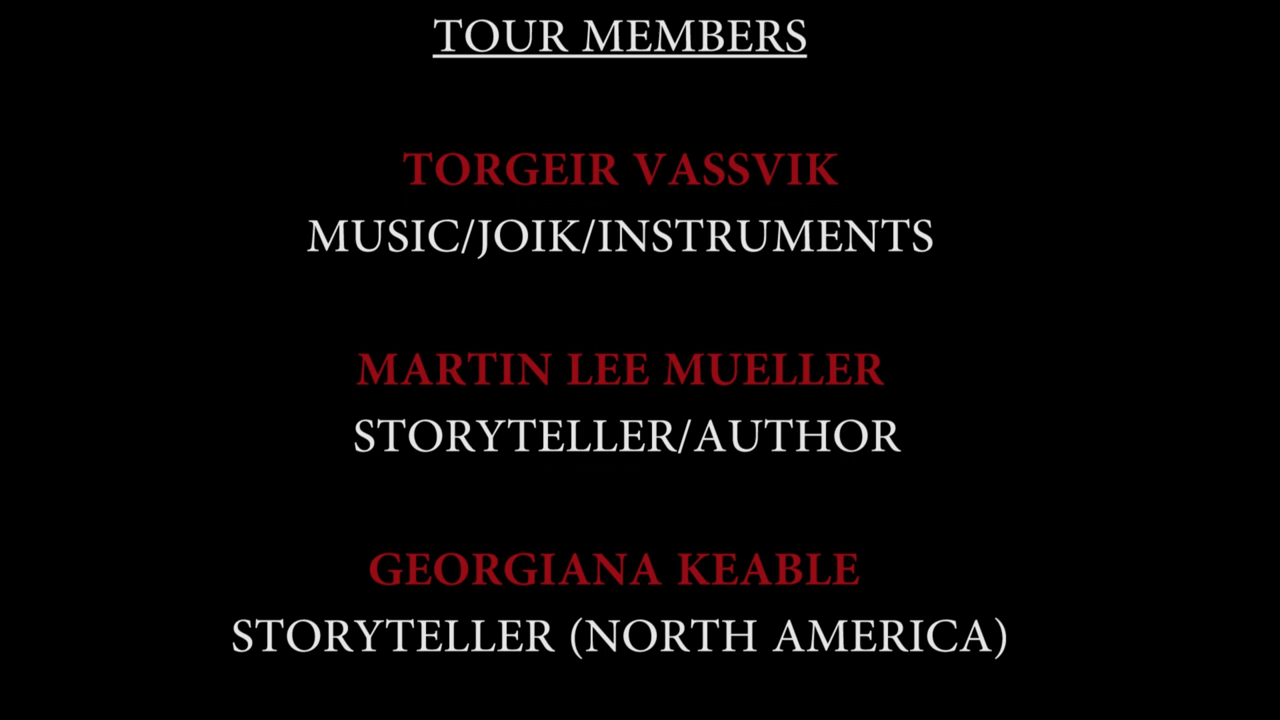 TOUR MEMBERS
TORGEIR VASSVIK
MUSIC/JOIK/INSTRUMENTS
MARTIN LEE MUELLER
STORYTELLER/AUTHOR
GEORGIANA KEABLE
STORYTELLER (NORTH AMERICA)